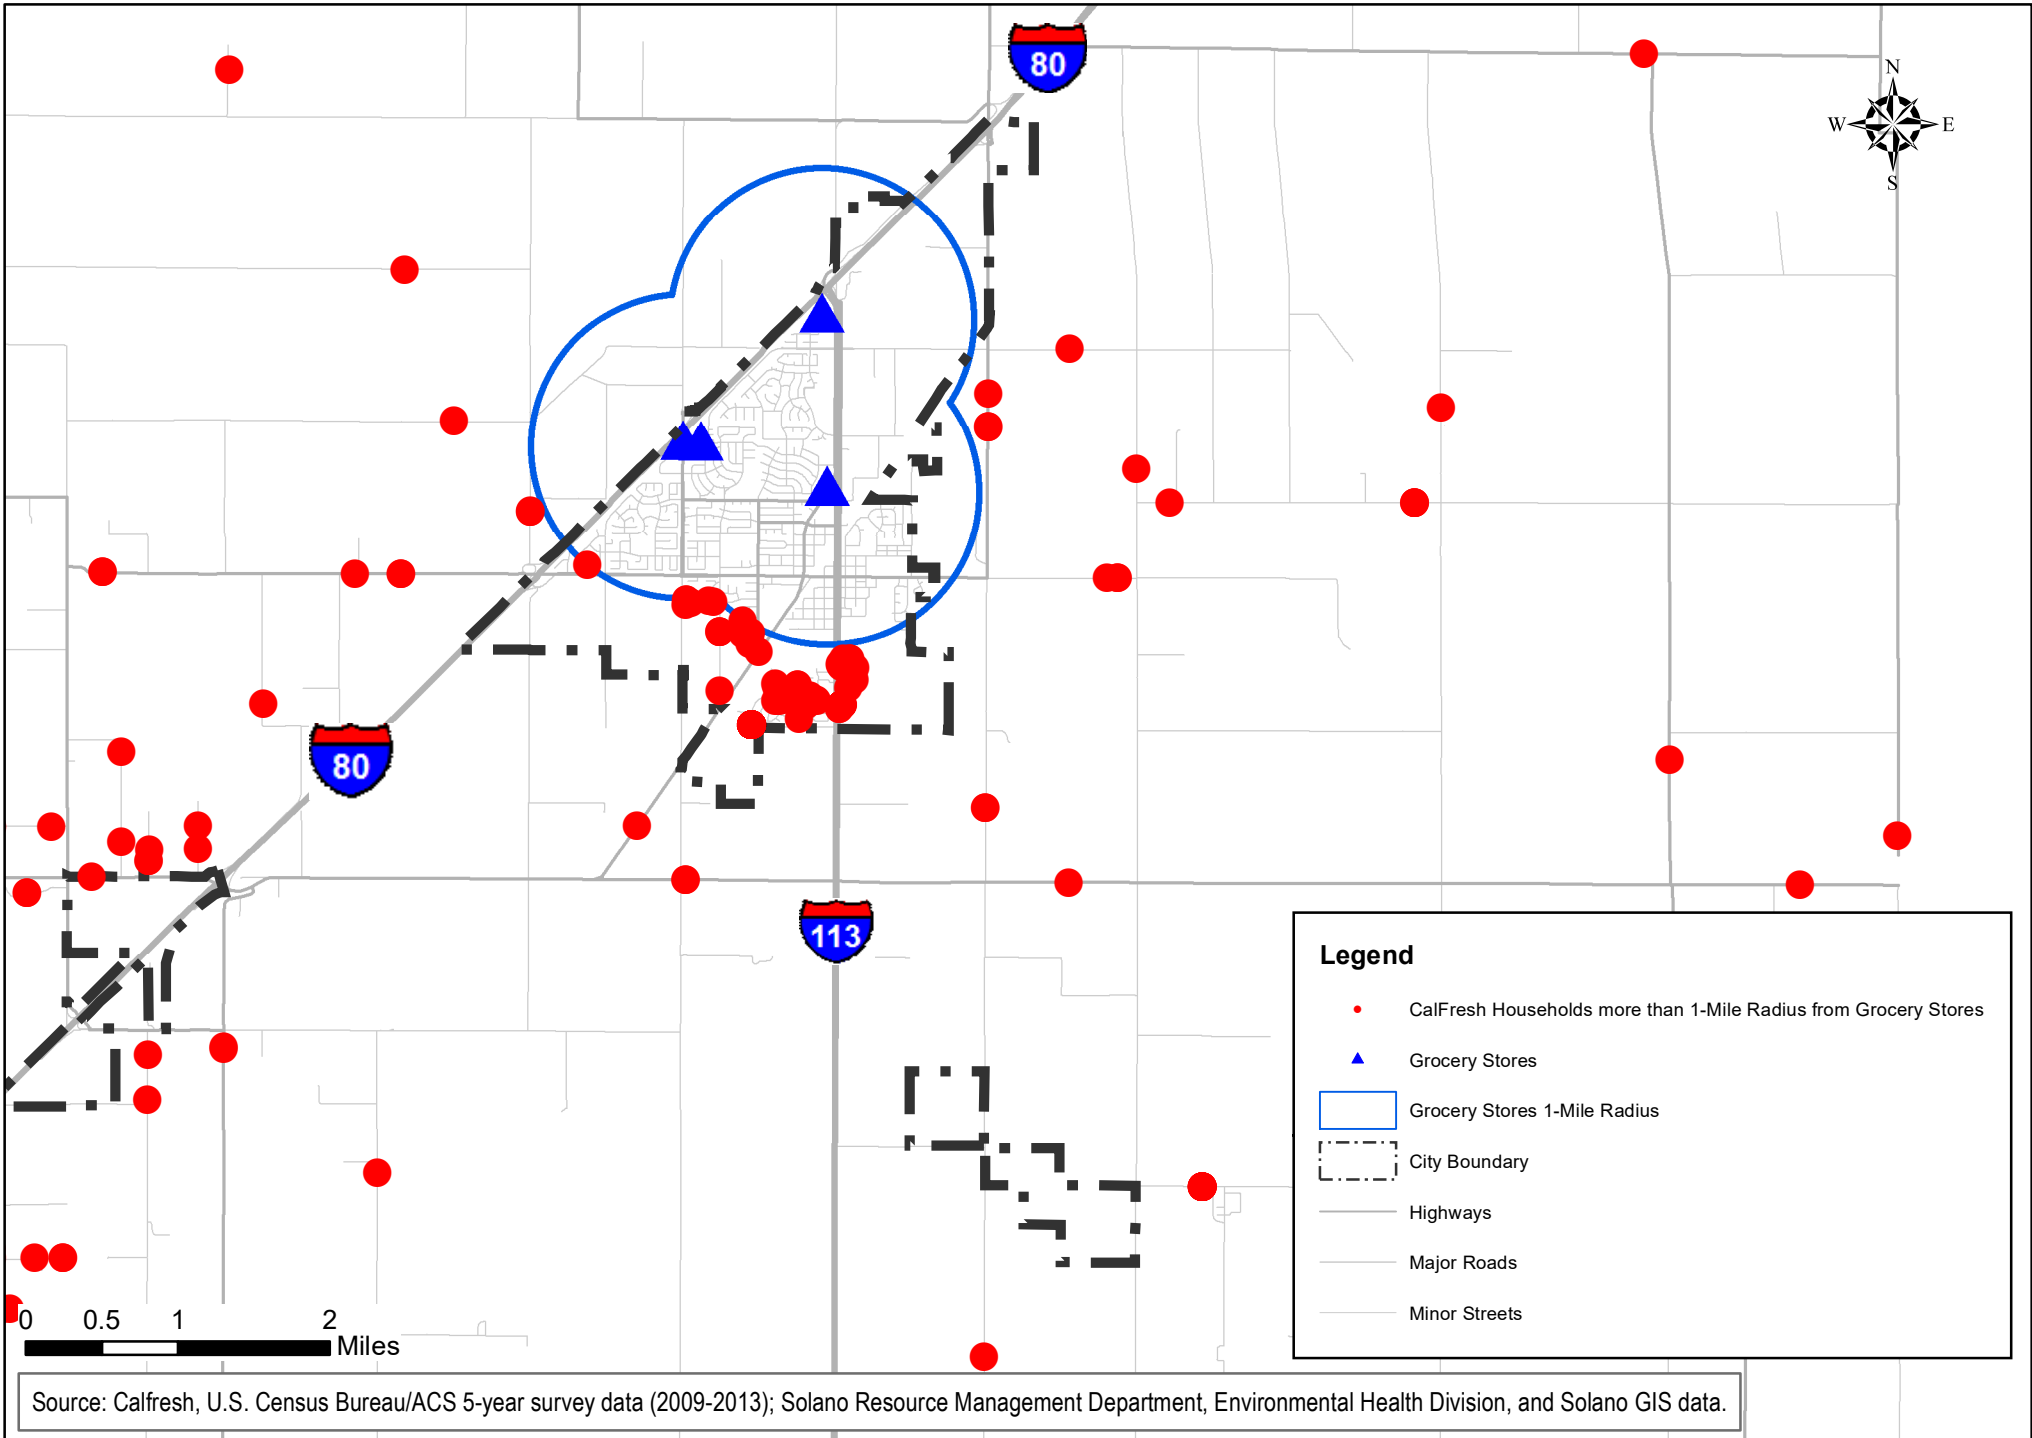 80
N
W
E
S
80
113
Legend
CalFresh Households more than 1-Mile Radius from Grocery Stores
Grocery Stores
Grocery Stores 1-Mile Radius
City Boundary
Highways
Major Roads
Minor Streets
0 0.5 1 2
Miles
Source: Calfresh, U.S. Census Bureau/ACS 5-year survey data (2009-2013); Solano Resource Management Department, Environmental Health Division, and Solano GIS data.